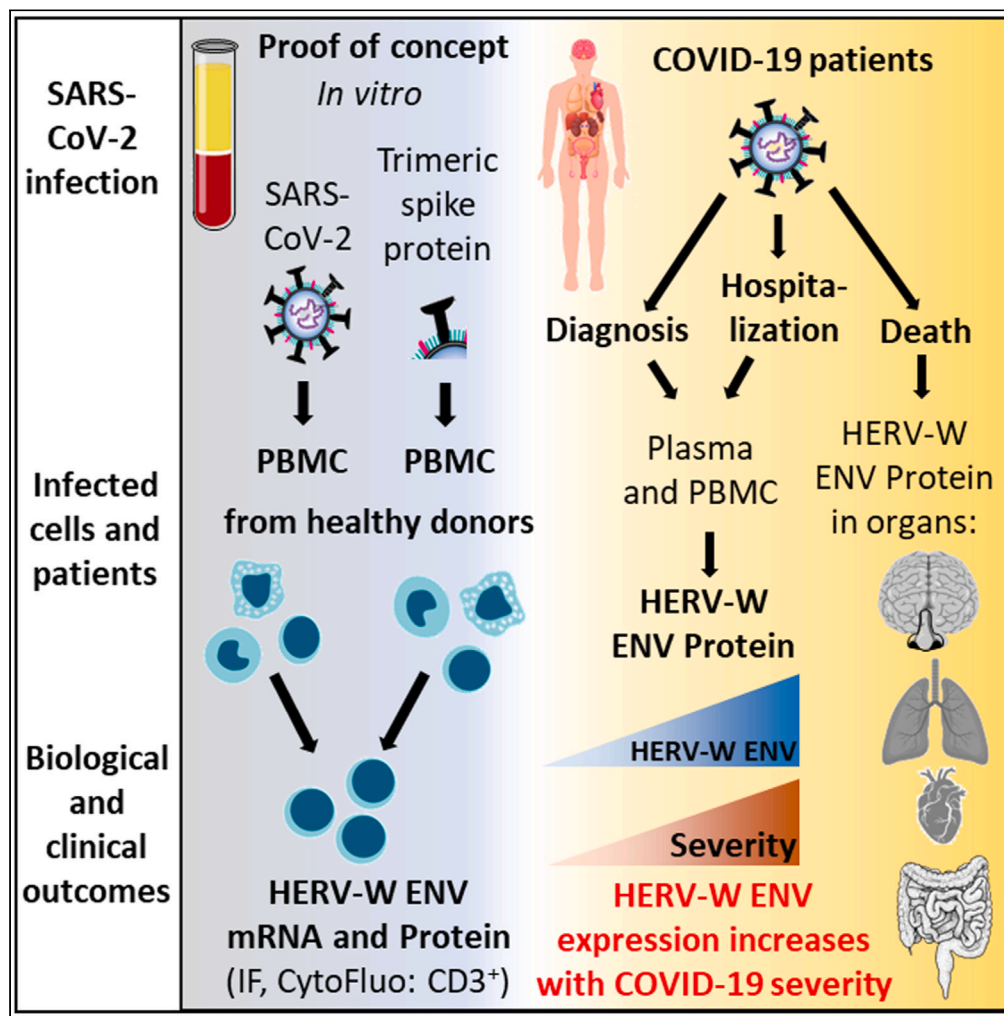 SARS-
CoV-2
infection
Proof of concept
In vitro
SARS-
CoV-2
Trimeric
spike
protein
COVID-19 patients
Diagnosis
Hospita-
lization
Death
Infected
cells and
patients
PBMC
PBMC
from healthy donors
Plasma
and PBMC
HERV-W
ENV Protein
HERV-W
ENV Protein
in organs:
Biological
and
clinical
outcomes
HERV-W ENV
mRNA and Protein
(IF, CytoFluo: CD3⁺)
HERV-W ENV
Severity
HERV-W ENV
expression increases
with COVID-19 severity